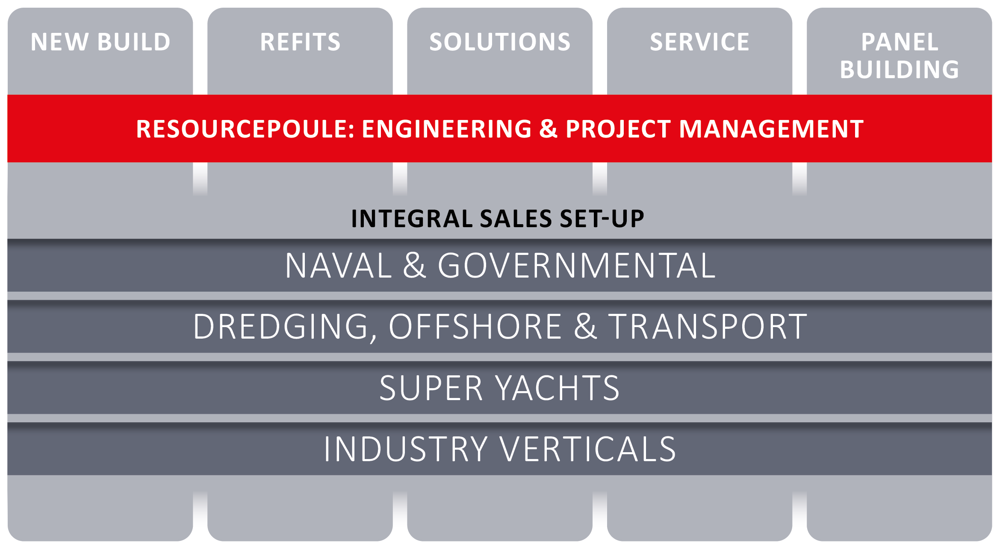 NEW BUILD
REFITS
SOLUTIONS
SERVICE
PANEL
BUILDING
RESOURCEPOULE: ENGINEERING & PROJECT MANAGEMENT
INTEGRAL SALES SET-UP
NAVAL & GOVERNMENTAL
DREDGING, OFFSHORE & TRANSPORT
SUPER YACHTS
INDUSTRY VERTICALS